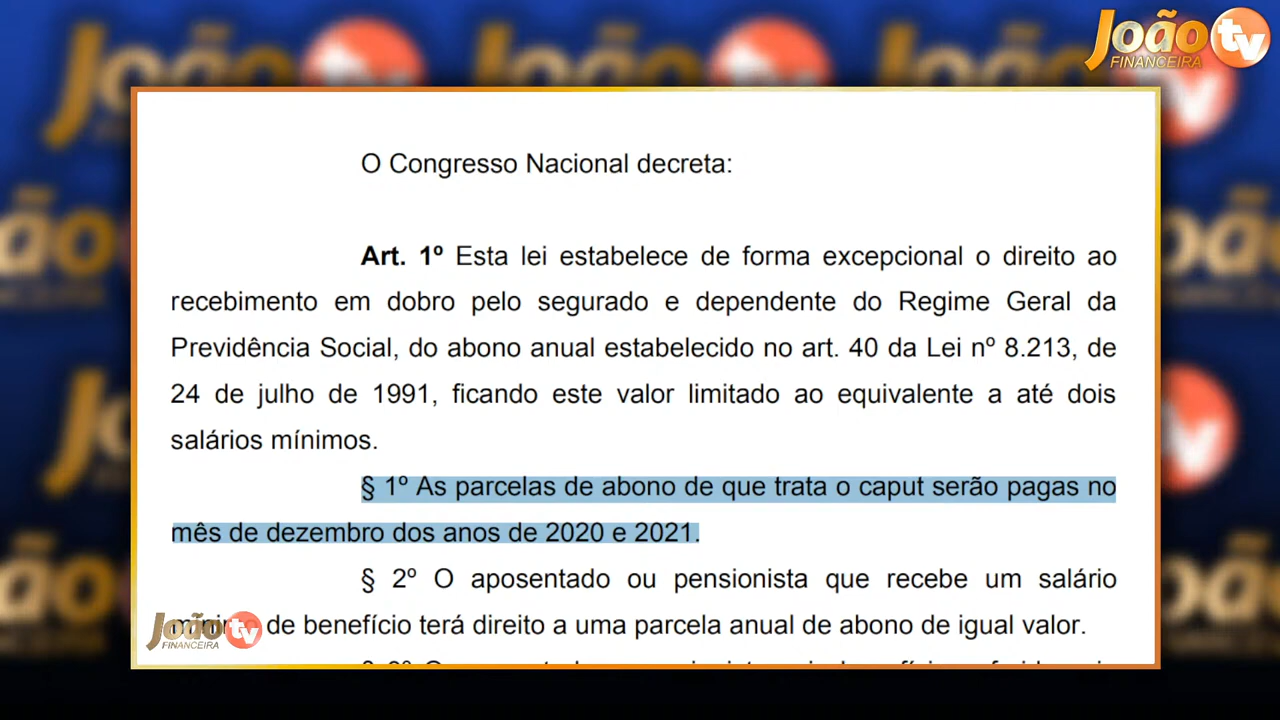 João tv
FINANCEIRA
O Congresso Nacional decreta:
Art. 1º Esta lei estabelece de forma excepcional o direito ao
recebimento em dobro pelo segurado e dependente do Regime Geral da
Previdência Social, do abono anual estabelecido no art. 40 da Lei nº 8.213, de
24 de julho de 1991, ficando este valor limitado ao equivalente a até dois
salários mínimos.
§ 1º As parcelas de abono de que trata o caput serão pagas no
mês de dezembro dos anos de 2020 e 2021.
§ 2º O aposentado ou pensionista que recebe um salário
de benefício terá direito a uma parcela anual de abono de igual valor.
João tv
FINANCEIRA